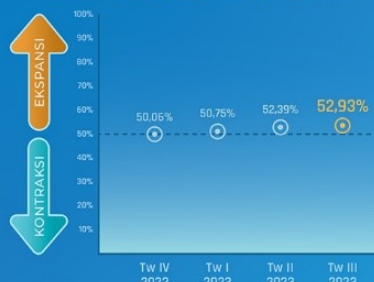 100%
90%
80%
70%
60%
50%
40%
30%
20%
10%
EKSPANSI
KONTRAKSI
50,06%
50,75%
52,39%
52,93%
Tw IV
Tw I
Tw II
Tw III